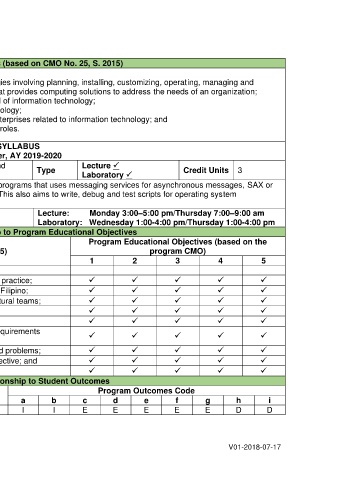 (based on CMO No. 25, S. 2015)
ies involving planning, installing, customizing, operating, managing and
at provides computing solutions to address the needs of an organization;
l of information technology;
ology;
terprises related to information technology; and
roles.
SYLLABUS
er, AY 2019-2020
nd Type Lecture ✓ Laboratory ✓ Credit Units 3
programs that uses messaging services for asynchronous messages, SAX or
This also aims to write, debug and test scripts for operating system
Lecture: Monday 3:00–5:00 pm/Thursday 7:00–9:00 am
Laboratory: Wednesday 1:00-4:00 pm/Thursday 1:00-4:00 pm
p to Program Educational Objectives
5) Program Educational Objectives (based on the
program CMO)
1 2 3 4 5
practice; ✓ ✓ ✓ ✓ ✓
Filipino; ✓ ✓ ✓ ✓ ✓
tural teams; ✓ ✓ ✓ ✓ ✓
✓ ✓ ✓ ✓ ✓
✓ ✓ ✓ ✓ ✓
equirements ✓ ✓ ✓ ✓ ✓
d problems; ✓ ✓ ✓ ✓ ✓
ective; and ✓ ✓ ✓ ✓ ✓
✓ ✓ ✓ ✓ ✓
onship to Student Outcomes
Program Outcomes Code
a b c d e f g h i
I I E E E E E D D
V01-2018-07-17